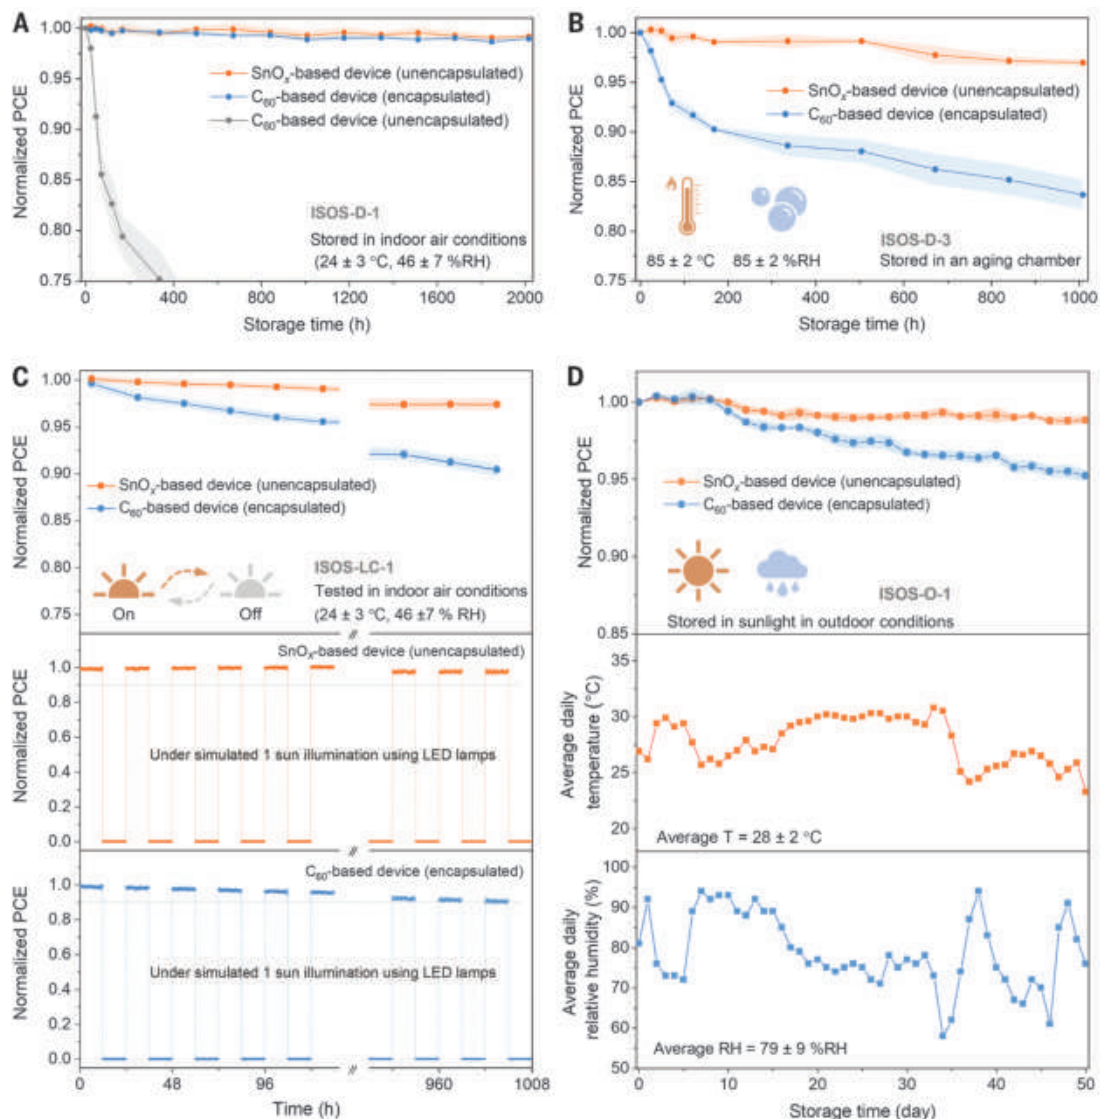 A
1.00
0.95
0.90
0.85
0.80
0.75
Normalized PCE
SnOₓ-based device (unencapsulated)
C₆₀-based device (encapsulated)
C₆₀-based device (unencapsulated)
ISOS-D-1
Stored in indoor air conditions
(24 ± 3 °C, 46 ± 7 %RH)
0 400 800 1200 1600 2000
Storage time (h)
B
1.00
0.95
0.90
0.85
0.80
0.75
Normalized PCE
SnOₓ-based device (unencapsulated)
C₆₀-based device (encapsulated)
85 ± 2 °C
85 ± 2 %RH
ISOS-D-3
Stored in an aging chamber
0 200 400 600 800 1000
Storage time (h)
C
1.00
0.95
0.90
0.85
0.80
0.75
Normalized PCE
SnOₓ-based device (unencapsulated)
C₆₀-based device (encapsulated)
On
Off
ISOS-LC-1
Tested in indoor air conditions
(24 ± 3 °C, 46 ±7 % RH)
SnOₓ-based device (unencapsulated)
1.0
0.8
0.6
0.4
0.2
0.0
Normalized PCE
Under simulated 1 sun illumination using LED lamps
C₆₀-based device (encapsulated)
1.0
0.8
0.6
0.4
0.2
0.0
Normalized PCE
Under simulated 1 sun illumination using LED lamps
0 48 96 960 1008
Time (h)
D
1.00
0.95
0.90
0.85
Normalized PCE
SnOₓ-based device (unencapsulated)
C₆₀-based device (encapsulated)
ISOS-O-1
Stored in sunlight in outdoor conditions
35
30
25
20
Average daily
temperature (°C)
Average T = 28 ± 2 °C
100
90
80
70
60
50
Average daily
relative humidity (%)
Average RH = 79 ± 9 %RH
0 10 20 30 40 50
Storage time (day)